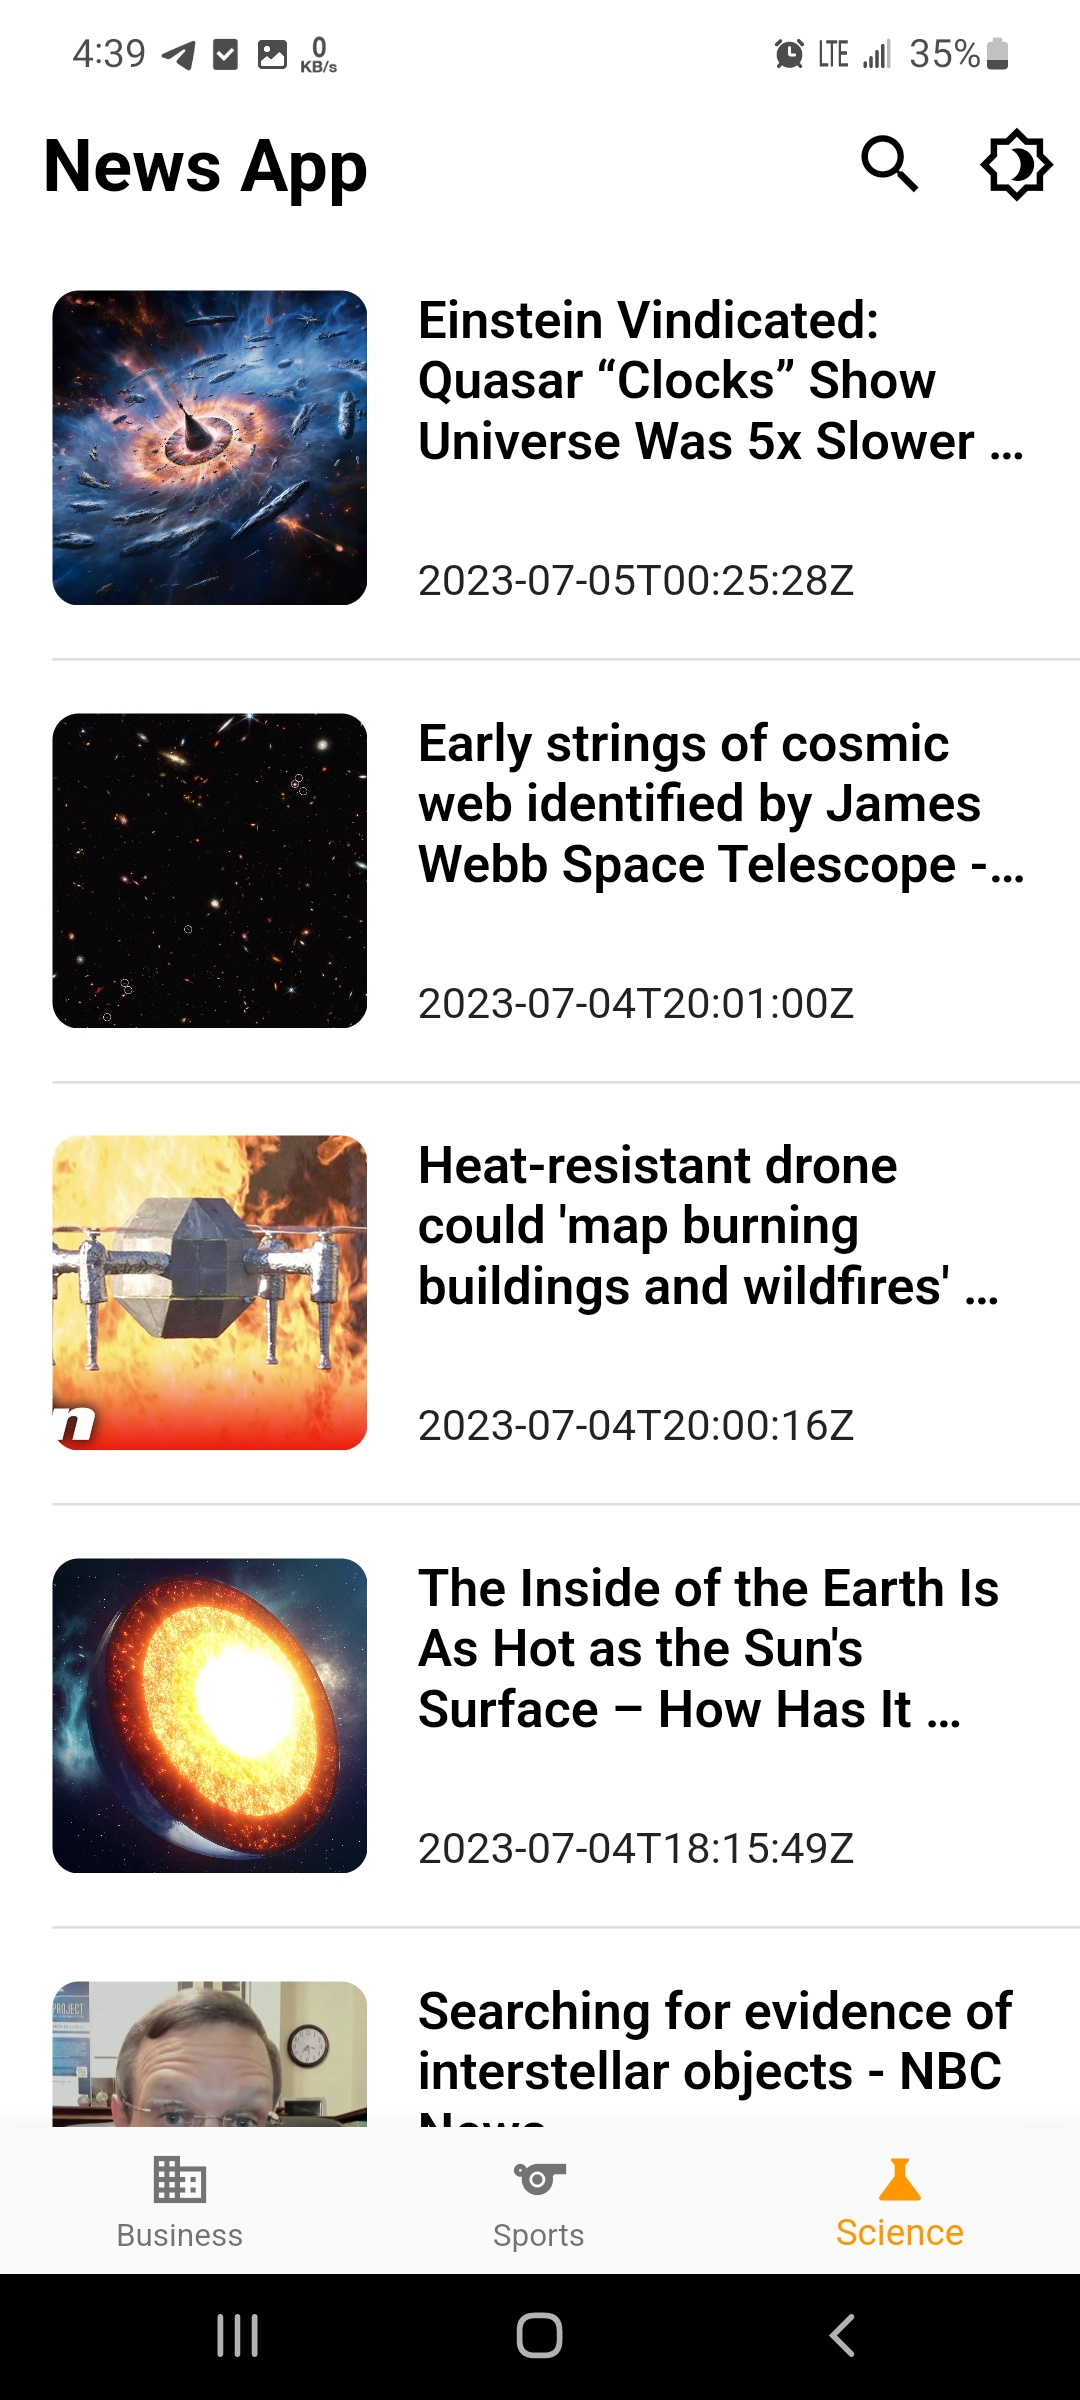 4:39
0
KB/s
LTE
35%
News App
Einstein Vindicated:
Quasar “Clocks” Show
Universe Was 5x Slower ...
2023-07-05T00:25:28Z
Early strings of cosmic
web identified by James
Webb Space Telescope -...
2023-07-04T20:01:00Z
Heat-resistant drone
could 'map burning
buildings and wildfires' ...
2023-07-04T20:00:16Z
n
The Inside of the Earth Is
As Hot as the Sun's
Surface – How Has It ...
2023-07-04T18:15:49Z
PROJECT
Searching for evidence of
interstellar objects - NBC
News
Business
Sports
Science